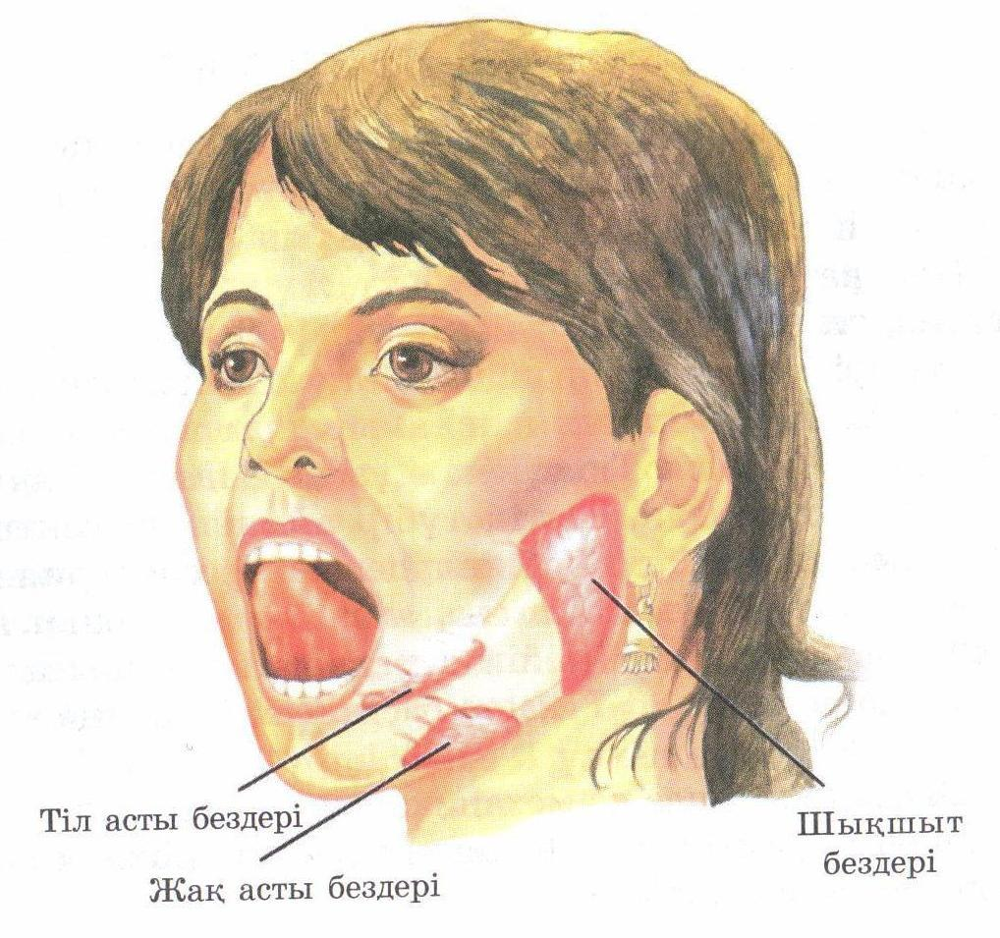 Тіл асты бездері
Жақ асты бездері
Шықшыт
бездері